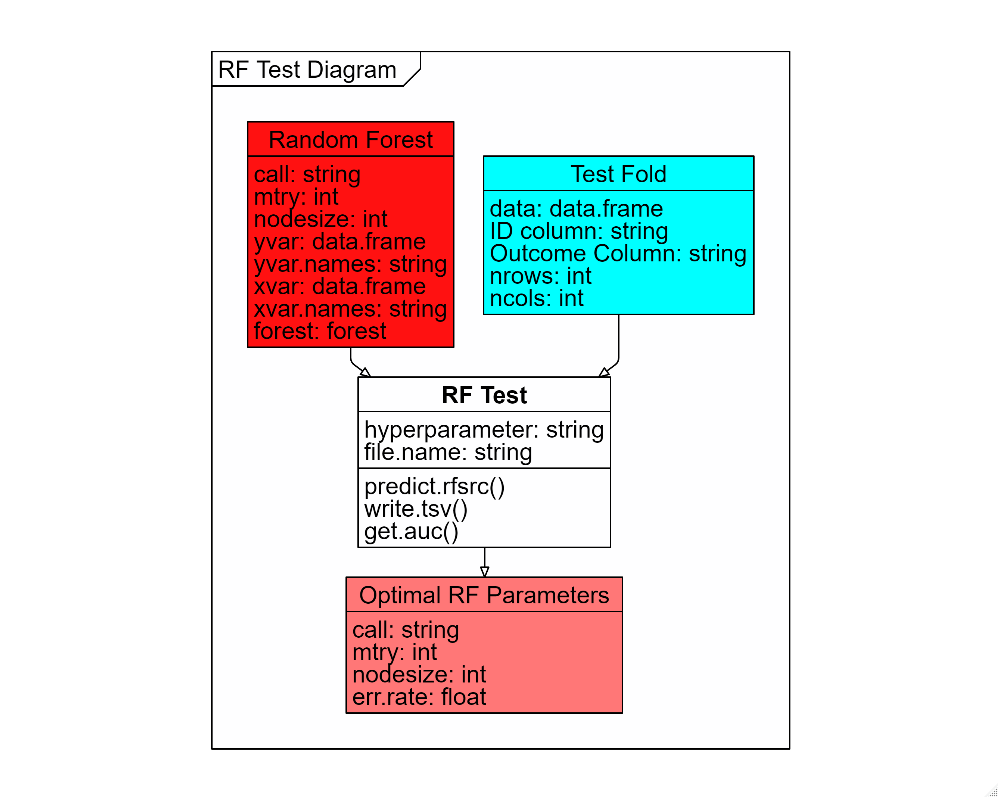 RF Test Diagram
Random Forest
call: string
mtry: int
nodesize: int
yvar: data.frame
yvar.names: string
xvar: data.frame
xvar.names: string
forest: forest
Test Fold
data: data.frame
ID column: string
Outcome Column: string
nrows: int
ncols: int
RF Test
hyperparameter: string
file.name: string
predict.rfsrc()
write.tsv()
get.auc()
Optimal RF Parameters
call: string
mtry: int
nodesize: int
err.rate: float